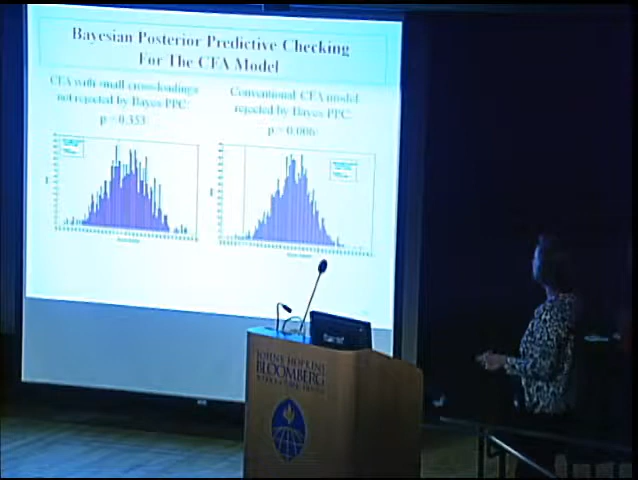 Bayesian Posterior Predictive Checking
For The CFA Model
CFA with small cross-loadings
not rejected by Bayes PPC:
p = 0.353
Conventional CFA model
rejected by Bayes PPC:
p = 0.006
JOHNS HOPKINS
BLOOMBERG